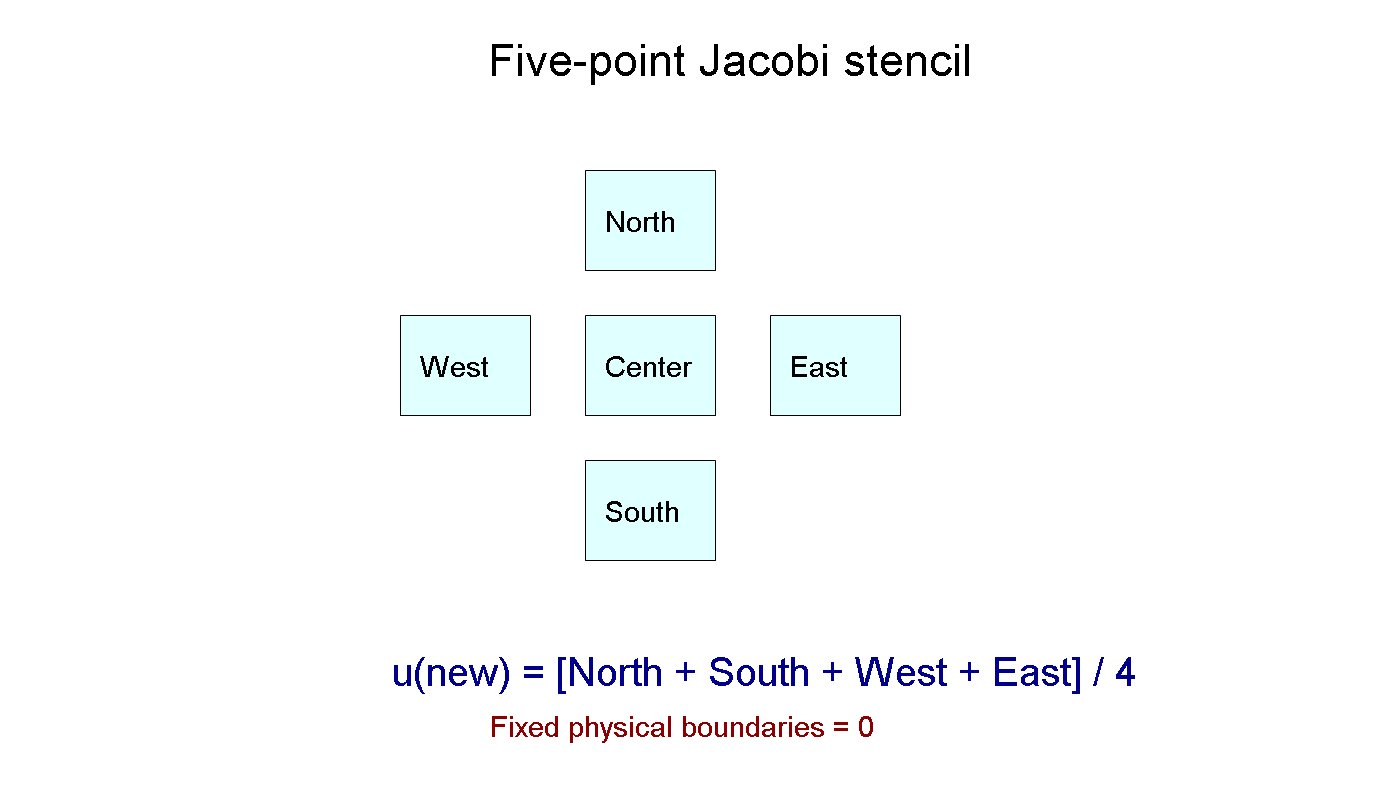 Five-point Jacobi stencil
North
West
Center
East
South
u(new) = [North + South + West + East] / 4
Fixed physical boundaries = 0